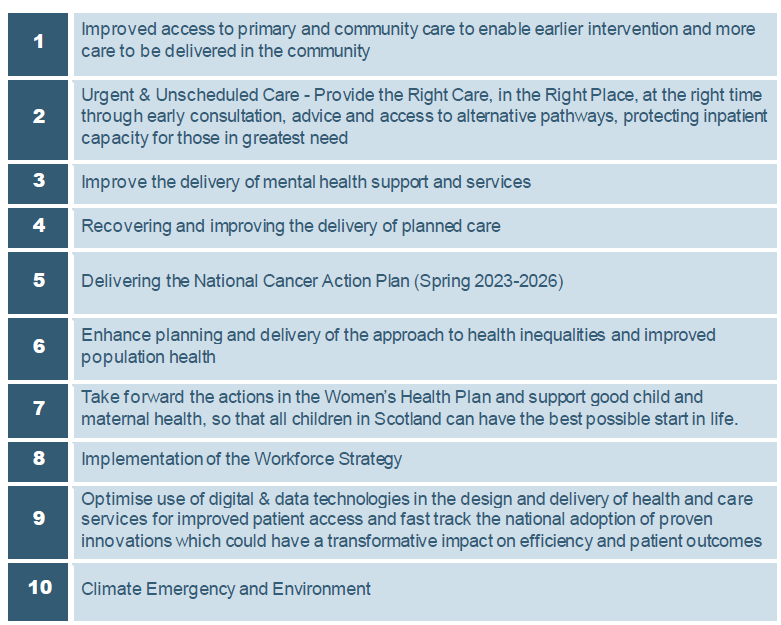 1
Improved access to primary and community care to enable earlier intervention and more
care to be delivered in the community
2
Urgent & Unscheduled Care - Provide the Right Care, in the Right Place, at the right time
through early consultation, advice and access to alternative pathways, protecting inpatient
capacity for those in greatest need
3
Improve the delivery of mental health support and services
4
Recovering and improving the delivery of planned care
5
Delivering the National Cancer Action Plan (Spring 2023-2026)
6
Enhance planning and delivery of the approach to health inequalities and improved
population health
7
Take forward the actions in the Women’s Health Plan and support good child and
maternal health, so that all children in Scotland can have the best possible start in life.
8
Implementation of the Workforce Strategy
9
Optimise use of digital & data technologies in the design and delivery of health and care
services for improved patient access and fast track the national adoption of proven
innovations which could have a transformative impact on efficiency and patient outcomes
10
Climate Emergency and Environment